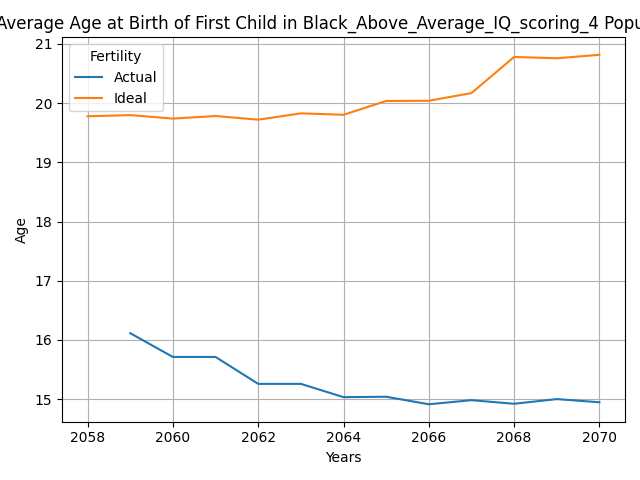 Average Age at Birth of First Child in Black_Above_Average_IQ_scoring_4 Popu
Fertility
Actual
Ideal
21
20
19
18
17
16
15
Age
2058 2060 2062 2064 2066 2068 2070
Years